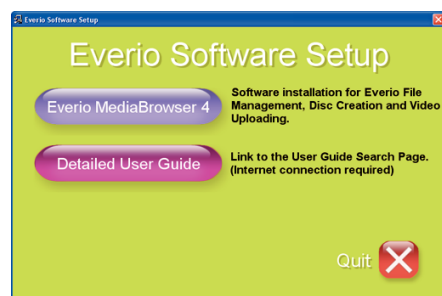 Everio Software Setup
Everio Software Setup
Everio MediaBrowser 4
Software installation for Everio File
Management, Disc Creation and Video
Uploading.
Detailed User Guide
Link to the User Guide Search Page.
(Internet connection required)
Quit